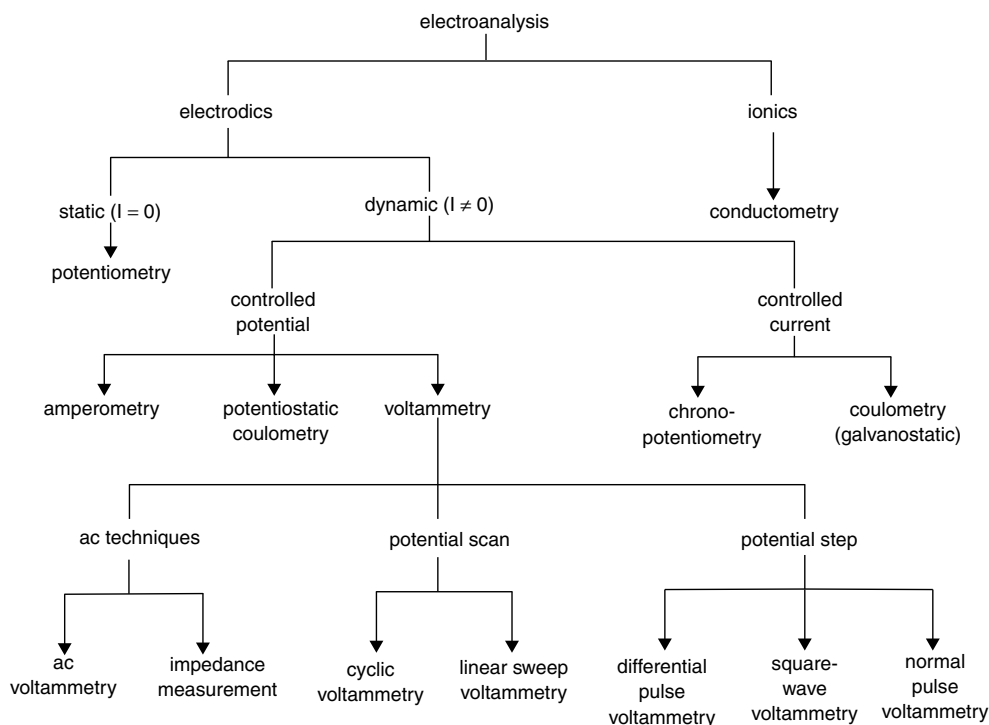 electroanalysis
electrodics
ionics
static (I = 0)
dynamic (I ≠ 0)
conductometry
potentiometry
controlled
potential
controlled
current
amperometry
potentiostatic
coulometry
voltammetry
chrono-
potentiometry
coulometry
(galvanostatic)
ac techniques
potential scan
potential step
ac
voltammetry
impedance
measurement
cyclic
voltammetry
linear sweep
voltammetry
differential
pulse
voltammetry
square-
wave
voltammetry
normal
pulse
voltammetry